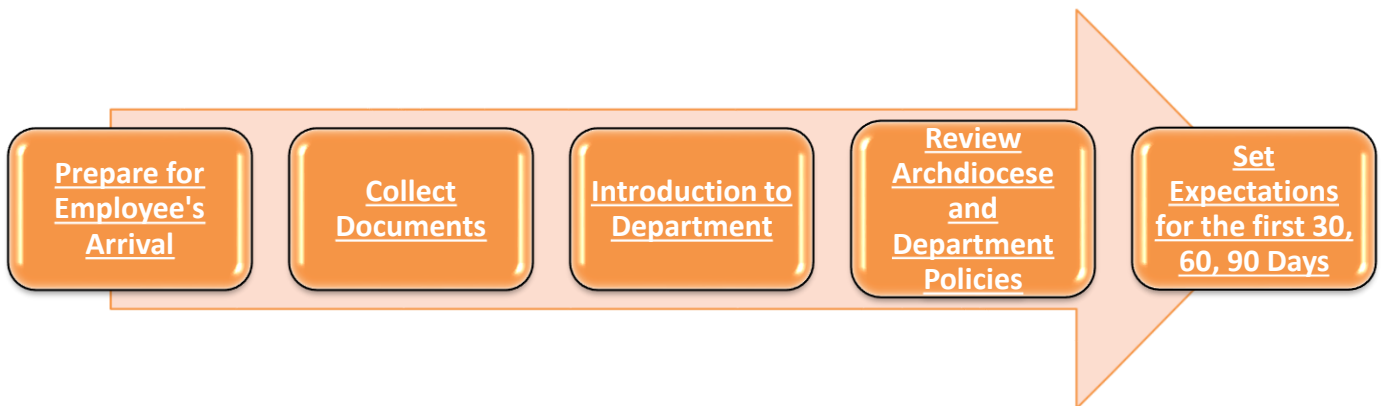 Prepare for
Employee's
Arrival
Collect
Documents
Introduction to
Department
Review
Archdiocese
and
Department
Policies
Set
Expectations
for the first 30,
60, 90 Days